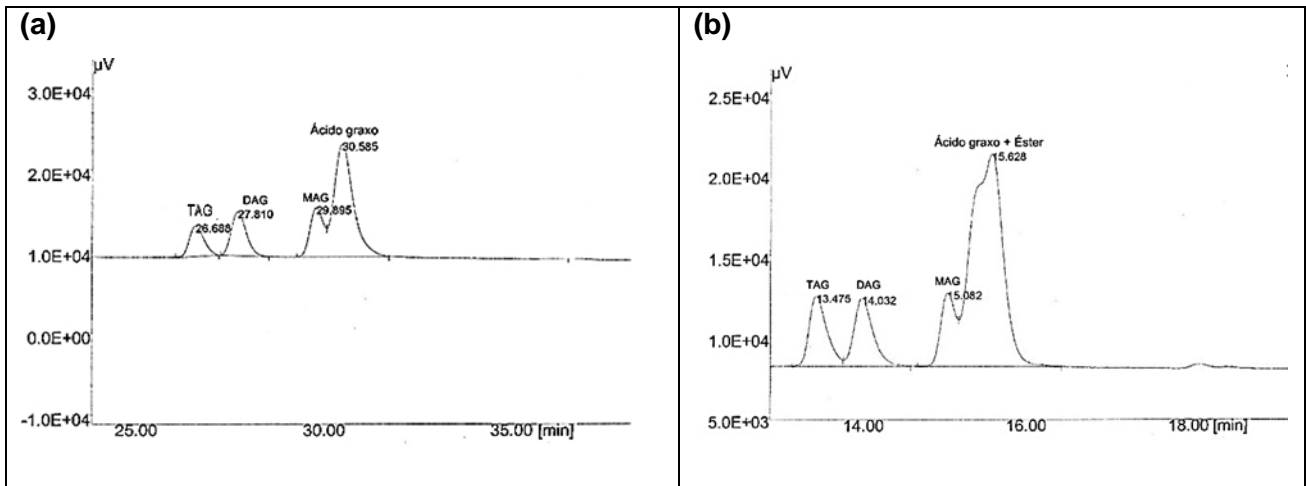 (a)
µV
3.0E+04
2.0E+04
1.0E+04
0.0E+00
-1.0E+04
Ácido graxo
30.585
TAG
26.688
DAG
27.810
MAG
29.895
25.00 30.00 35.00 [min]
(b)
µV
2.5E+04
2.0E+04
1.5E+04
1.0E+04
5.0E+03
Ácido graxo + Éster
15.628
TAG
13.475
DAG
14.032
MAG
15.082
14.00 16.00 18.00 [min]